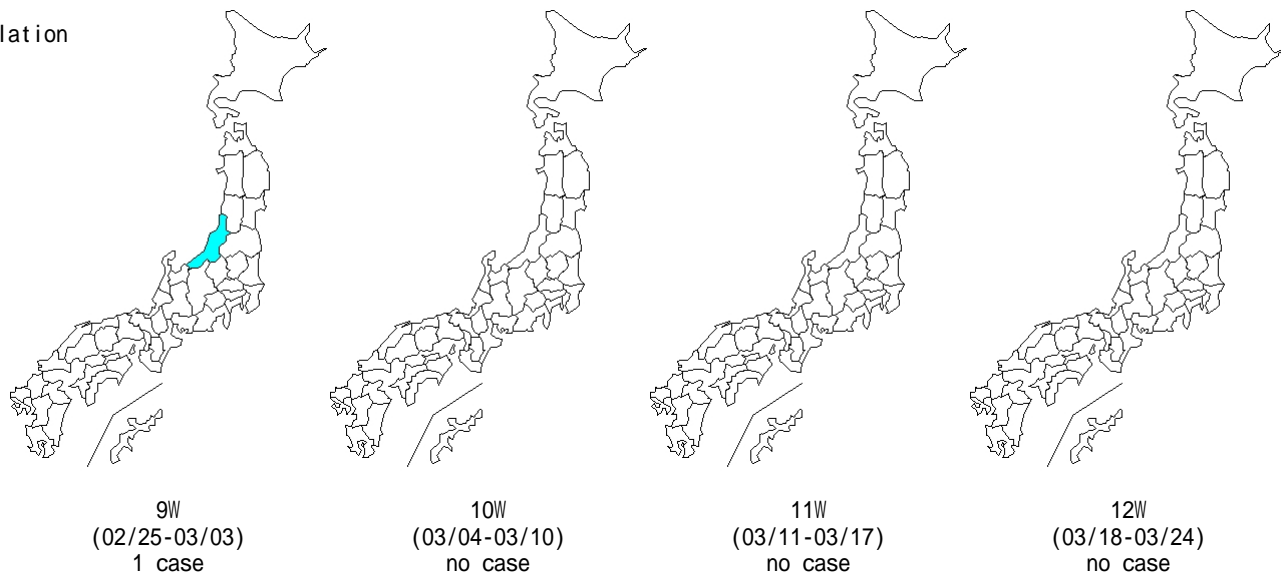 lation
9W
(02/25-03/03)
1 case
10W
(03/04-03/10)
no case
11W
(03/11-03/17)
no case
12W
(03/18-03/24)
no case